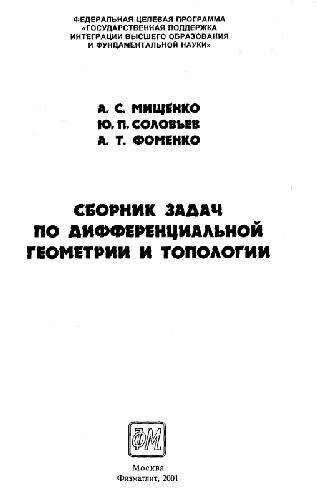 ФЕДЕРАЛЬНАЯ ЦЕЛЕВАЯ ПРОГРАММА
«ГОСУДАРСТВЕННАЯ ПОДДЕРЖКА
ИНТЕГРАЦИИ ВЫСШЕГО ОБРАЗОВАНИЯ
И ФУНДАМЕНТАЛЬНОЙ НАУКИ»
А. С. МИЩЕНКО
Ю. П. СОЛОВЬЕВ
А. Т. ФОМЕНКО
СБОРНИК ЗАДАЧ
ПО ДИФФЕРЕНЦИАЛЬНОЙ
ГЕОМЕТРИИ И ТОПОЛОГИИ
ФМ
Москва
Физматлит, 2001